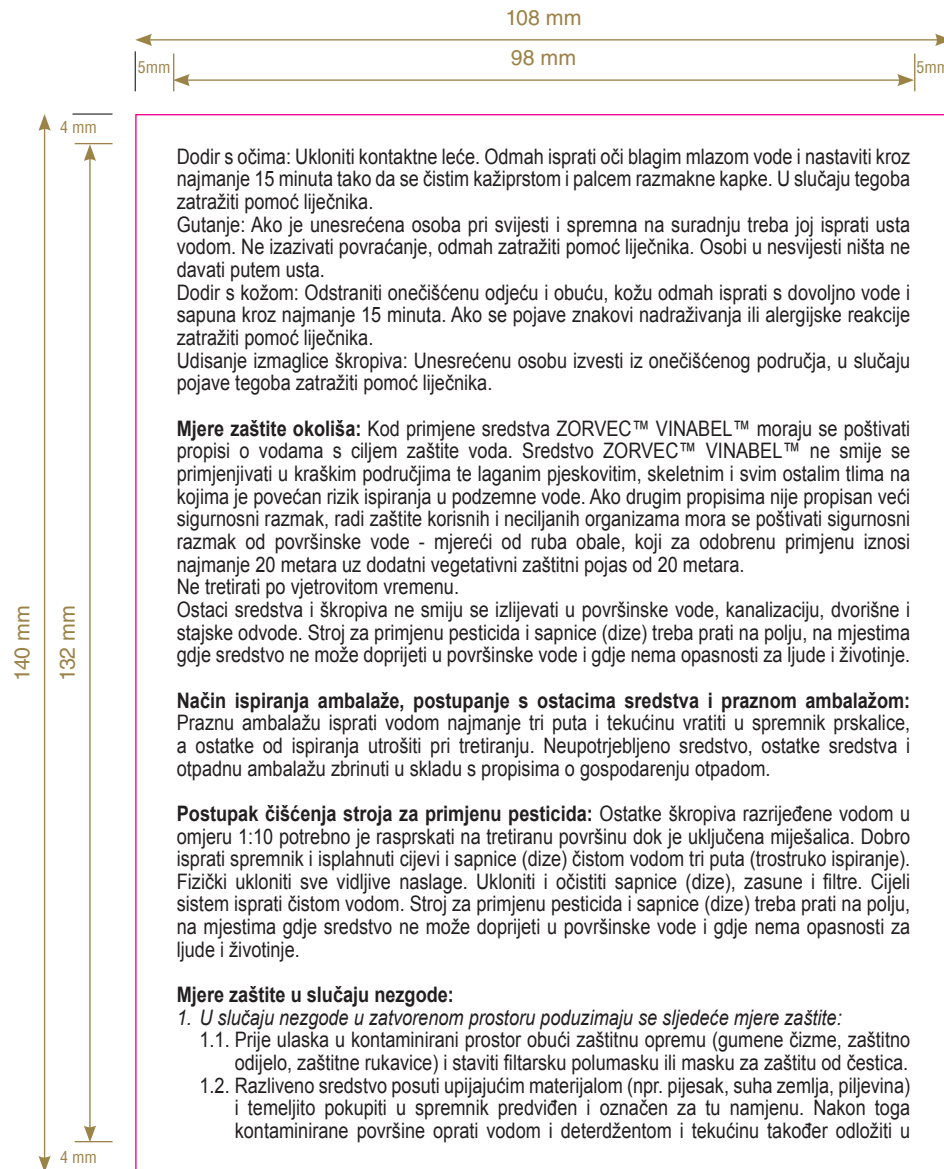 108 mm
98 mm
5mm
5mm
4 mm
Dodir s očima: Ukloniti kontaktne leće. Odmah isprati oči blagim mlazom vode i nastaviti kroz
najmanje 15 minuta tako da se čistim kažiprstom i palcem razmakne kapke. U slučaju tegoba
zatražiti pomoć liječnika.
Gutanje: Ako je unesrećena osoba pri svijesti i spremna na suradnju treba joj isprati usta
vodom. Ne izazivati povraćanje, odmah zatražiti pomoć liječnika. Osobi u nesvijesti ništa ne
davati putem usta.
Dodir s kožom: Odstraniti onečišćenu odjeću i obuću, kožu odmah isprati s dovoljno vode i
sapuna kroz najmanje 15 minuta. Ako se pojave znakovi nadraživanja ili alergijske reakcije
zatražiti pomoć liječnika.
Udisanje izmaglice škropiva: Unesrećenu osobu izvesti iz onečišćenog područja, u slučaju
pojave tegoba zatražiti pomoć liječnika.
Mjere zaštite okoliša: Kod primjene sredstva ZORVEC™ VINABEL™ moraju se poštivati
propisi o vodama s ciljem zaštite voda. Sredstvo ZORVEC™ VINABEL™ ne smije se
primjenjivati u kraškim područjima te laganim pjeskovitim, skeletnim i svim ostalim tlima na
kojima je povećan rizik ispiranja u podzemne vode. Ako drugim propisima nije propisan veći
sigurnosni razmak, radi zaštite korisnih i neciljanih organizama mora se poštivati sigurnosni
razmak od površinske vode - mjereći od ruba obale, koji za odobrenu primjenu iznosi
najmanje 20 metara uz dodatni vegetativni zaštitni pojas od 20 metara.
Ne tretirati po vjetrovitom vremenu.
Ostaci sredstva i škropiva ne smiju se izlijevati u površinske vode, kanalizaciju, dvorišne i
stajske odvode. Stroj za primjenu pesticida i sapnice (dize) treba prati na polju, na mjestima
gdje sredstvo ne može doprijeti u površinske vode i gdje nema opasnosti za ljude i životinje.
140 mm
132 mm
Način ispiranja ambalaže, postupanje s ostacima sredstva i praznom ambalažom:
Praznu ambalažu isprati vodom najmanje tri puta i tekućinu vratiti u spremnik prskalice,
a ostatke od ispiranja utrošiti pri tretiranju. Neupotrjebljeno sredstvo, ostatke sredstva i
otpadnu ambalažu zbrinuti u skladu s propisima o gospodarenju otpadom.
Postupak čišćenja stroja za primjenu pesticida: Ostatke škropiva razrijeđene vodom u
omjeru 1:10 potrebno je rasprskati na tretiranu površinu dok je uključena miješalica. Dobro
isprati spremnik i isplahnuti cijevi i sapnice (dize) čistom vodom tri puta (trostruko ispiranje).
Fizički ukloniti sve vidljive naslage. Ukloniti i očistiti sapnice (dize), zasune i filtre. Cijeli
sistem isprati čistom vodom. Stroj za primjenu pesticida i sapnice (dize) treba prati na polju,
na mjestima gdje sredstvo ne može doprijeti u površinske vode i gdje nema opasnosti za
ljude i životinje.
Mjere zaštite u slučaju nezgode:
1. U slučaju nezgode u zatvorenom prostoru poduzimaju se sljedeće mjere zaštite:
1.1. Prije ulaska u kontaminirani prostor obući zaštitnu opremu (gumene čizme, zaštitno
odijelo, zaštitne rukavice) i staviti filtarsku polumasku ili masku za zaštitu od čestica.
1.2. Razliveno sredstvo posuti upijajućim materijalom (npr. pijesak, suha zemlja, piljevina)
i temeljito pokupiti u spremnik predviđen i označen za tu namjenu. Nakon toga
kontaminirane površine oprati vodom i deterdžentom i tekućinu također odložiti u
4 mm